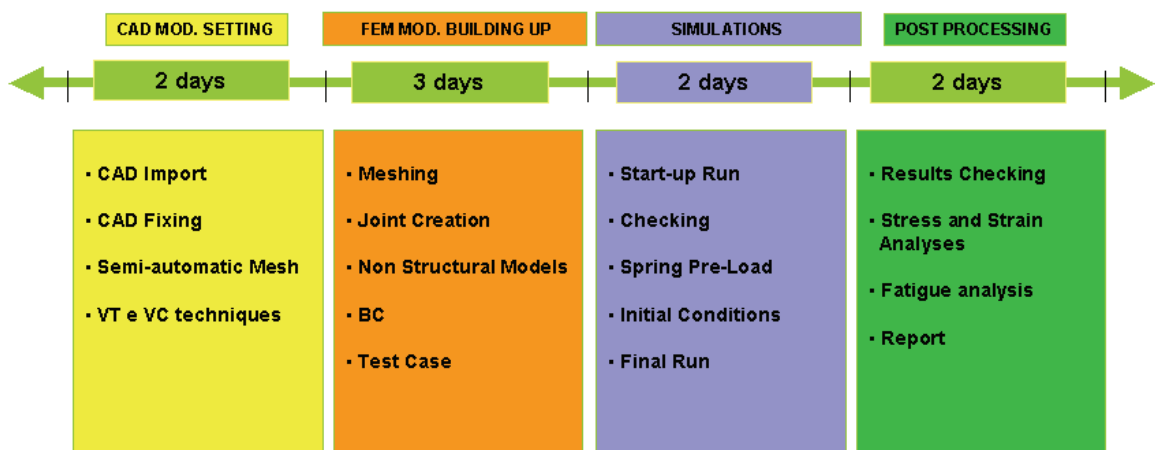 CAD MOD. SETTING
FEM MOD. BUILDING UP
SIMULATIONS
POST PROCESSING
2 days
3 days
2 days
2 days
· CAD Import
· CAD Fixing
· Semi-automatic Mesh
· VT e VC techniques
· Meshing
· Joint Creation
· Non Structural Models
· BC
· Test Case
· Start-up Run
· Checking
· Spring Pre-Load
· Initial Conditions
· Final Run
· Results Checking
· Stress and Strain
Analyses
· Fatigue analysis
· Report